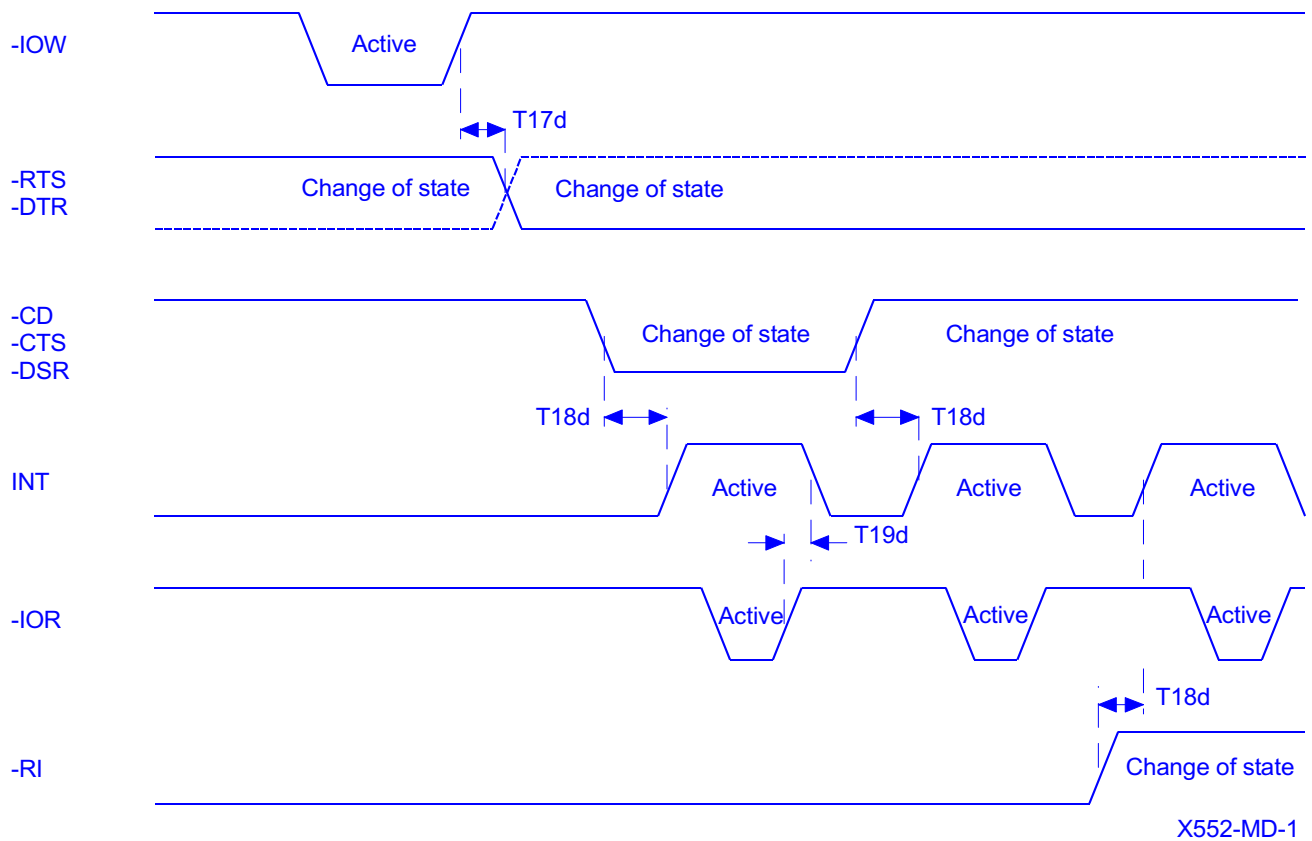 -IOW
Active
T17d
-RTS
-DTR
Change of state
Change of state
-CD
-CTS
-DSR
Change of state
Change of state
T18d
T18d
INT
Active
Active
Active
T19d
-IOR
Active
Active
Active
T18d
-RI
Change of state
X552-MD-1